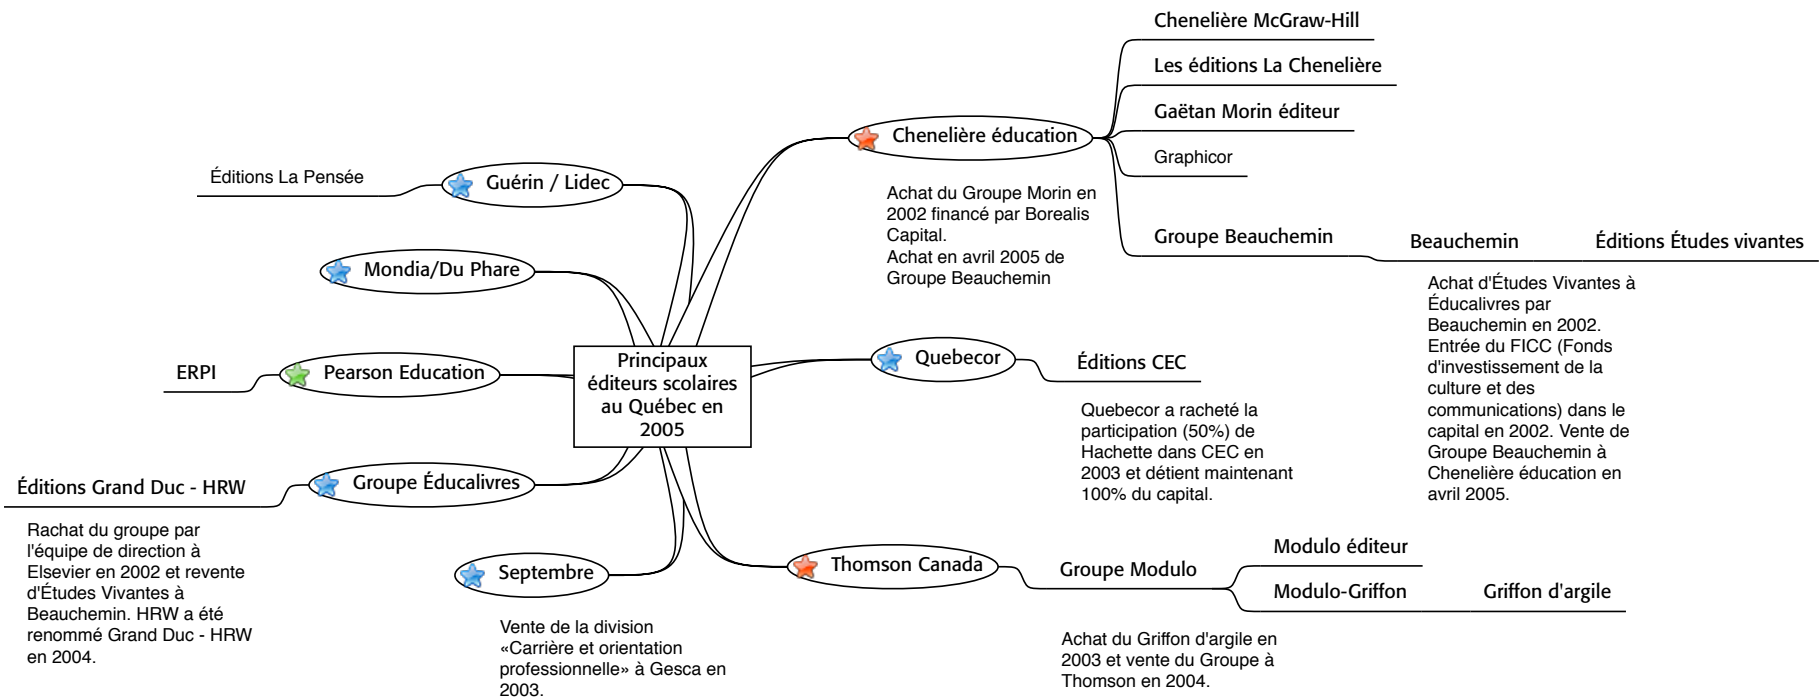 Principaux
éditeurs scolaires
au Québec en
2005
Chenelière éducation
Achat du Groupe Morin en
2002 financé par Borealis
Capital.
Achat en avril 2005 de
Groupe Beauchemin
Chenelière McGraw-Hill
Les éditions La Chenelière
Gaëtan Morin éditeur
Graphicor
Groupe Beauchemin
Beauchemin
Éditions Études vivantes
Achat d'Études Vivantes à
Éducalivres par
Beauchemin en 2002.
Entrée du FICC (Fonds
d'investissement de la
culture et des
communications) dans le
capital en 2002. Vente de
Groupe Beauchemin à
Chenelière éducation en
avril 2005.
Quebecor
Éditions CEC
Quebecor a racheté la
participation (50%) de
Hachette dans CEC en
2003 et détient maintenant
100% du capital.
Thomson Canada
Groupe Modulo
Modulo éditeur
Modulo-Griffon
Griffon d'argile
Achat du Griffon d'argile en
2003 et vente du Groupe à
Thomson en 2004.
Guérin / Lidec
Éditions La Pensée
Mondia/Du Phare
Pearson Education
ERPI
Groupe Éducalivres
Éditions Grand Duc - HRW
Rachat du groupe par
l'équipe de direction à
Elsevier en 2002 et revente
d'Études Vivantes à
Beauchemin. HRW a été
renommé Grand Duc - HRW
en 2004.
Septembre
Vente de la division
«Carrière et orientation
professionnelle» à Gesca en
2003.